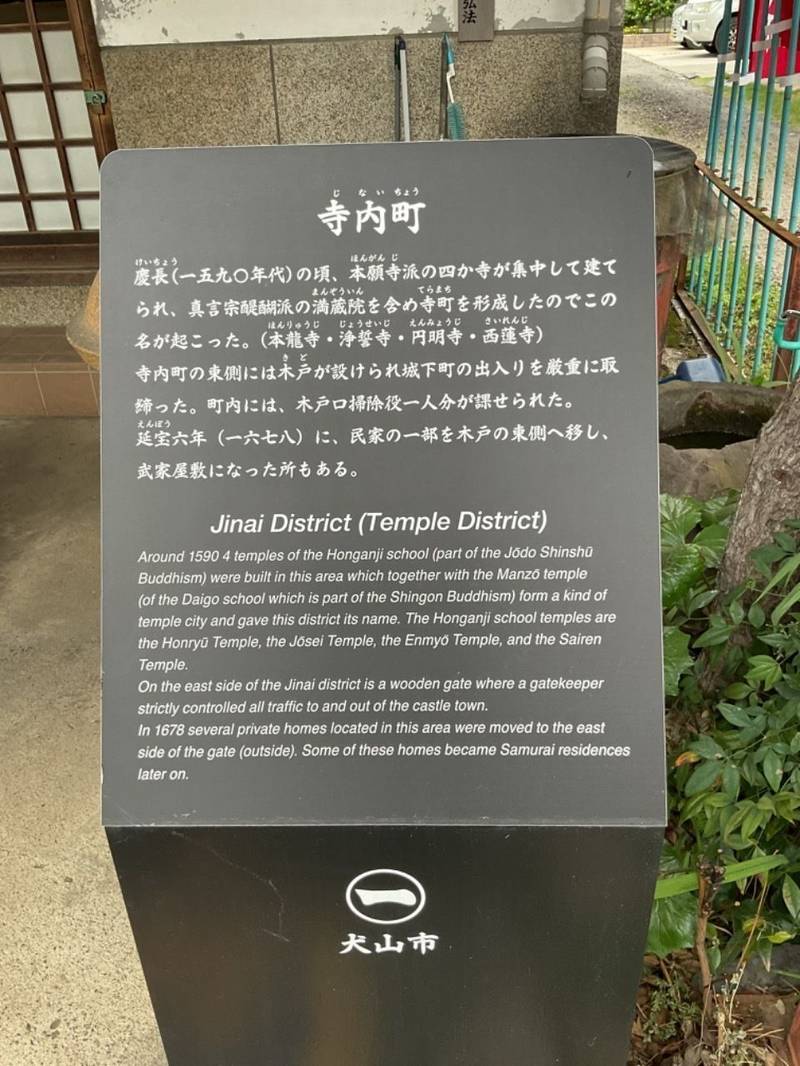 弘法
じ ない ちょう
寺内町
けいちょう ほんがん じ
慶長(一五九〇年代)の頃、本願寺派の四か寺が集中して建て
まんぞういん てらまち
られ、真言宗醍醐派の満蔵院を含め寺町を形成したのでこの
ほんりゅうじ じょうせいじ えんみょうじ さいれんじ
名が起こった。(本龍寺・浄誓寺・円明寺・西蓮寺)
き ど
寺内町の東側には木戸が設けられ城下町の出入りを厳重に取
締った。町内には、木戸口掃除役一人分が課せられた。
えんぽう
延宝六年(一六七八)に、民家の一部を木戸の東側へ移し、
武家屋敷になった所もある。
Jinai District (Temple District)
Around 1590 4 temples of the Honganji school (part of the Jōdo Shinshū
Buddhism) were built in this area which together with the Manzō temple
(of the Daigo school which is part of the Shingon Buddhism) form a kind of
temple city and gave this district its name. The Honganji school temples are
the Honryū Temple, the Jōsei Temple, the Enmyō Temple, and the Sairen
Temple.
On the east side of the Jinai district is a wooden gate where a gatekeeper
strictly controlled all traffic to and out of the castle town.
In 1678 several private homes located in this area were moved to the east
side of the gate (outside). Some of these homes became Samurai residences
later on.
犬山市